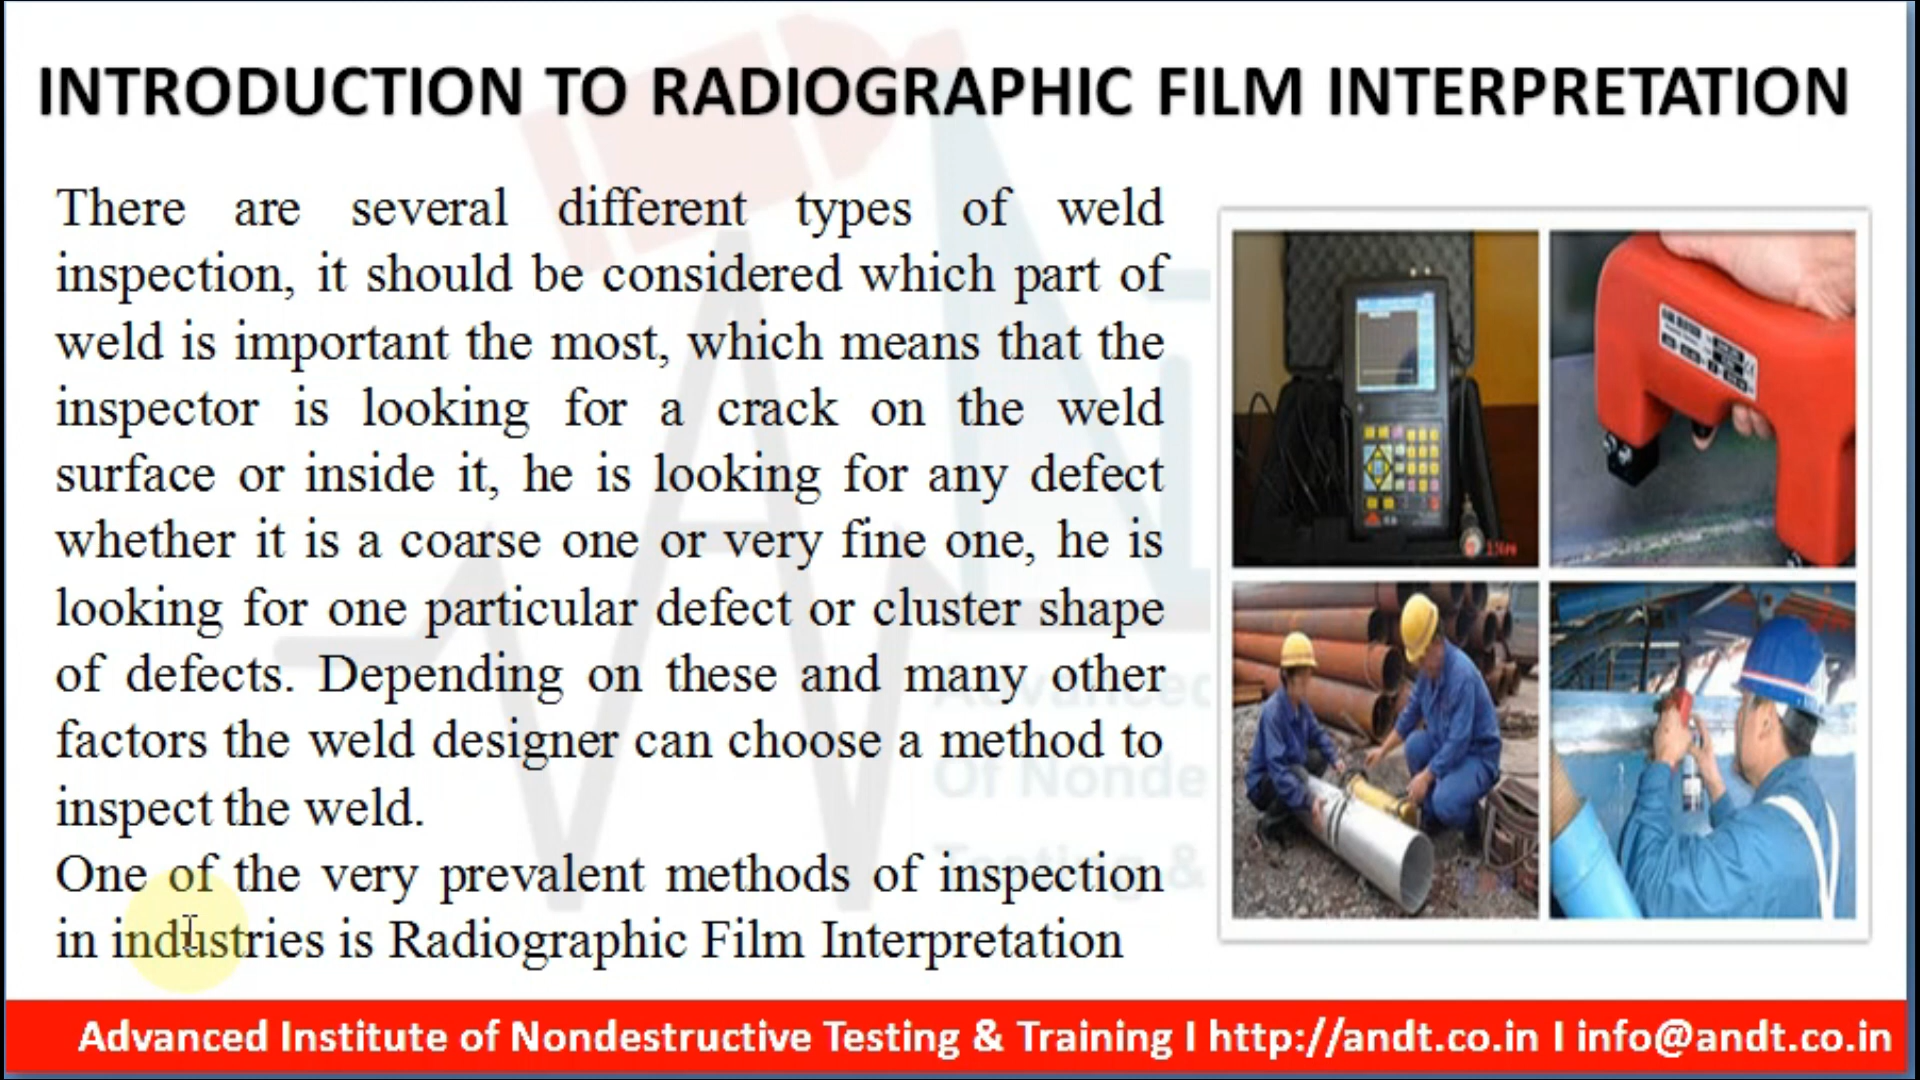 INTRODUCTION TO RADIOGRAPHIC FILM INTERPRETATION
There are several different types of weld
inspection, it should be considered which part of
weld is important the most, which means that the
inspector is looking for a crack on the weld
surface or inside it, he is looking for any defect
whether it is a coarse one or very fine one, he is
looking for one particular defect or cluster shape
of defects. Depending on these and many other
factors the weld designer can choose a method to
inspect the weld.
One of the very prevalent methods of inspection
in industries is Radiographic Film Interpretation
Advanced
Of Nonde
Testing &
Advanced Institute of Nondestructive Testing & Training I http://andt.co.in I info@andt.co.in